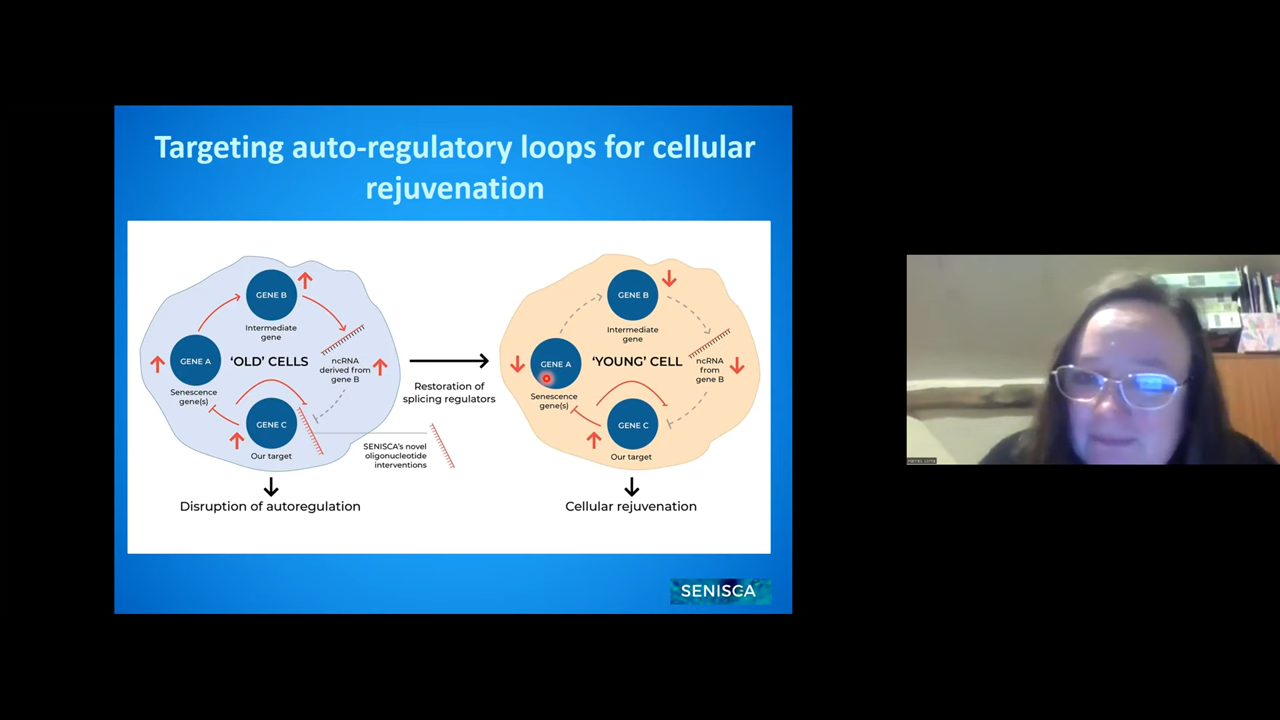 Targeting auto-regulatory loops for cellular
rejuvenation
GENE B
Intermediate
gene
GENE A
Senescence
gene(s)
'OLD' CELLS
ncRNA
derived from
gene B
GENE C
Our target
SENISCA's novel
oligonucleotide
interventions
Disruption of autoregulation
Restoration of
splicing regulators
GENE B
Intermediate
gene
GENE A
Senescence
gene(s)
'YOUNG' CELL
ncRNA
from
gene B
GENE C
Our target
Cellular rejuvenation
SENISCA